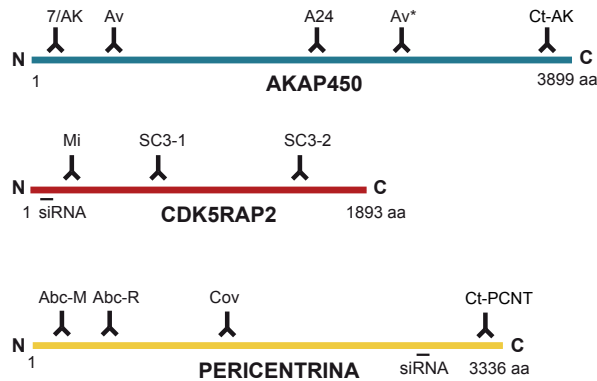 7/AK Av A24 Av* Ct-AK
N C
1 AKAP450 3899 aa
Mi SC3-1 SC3-2
N C
1 siRNA CDK5RAP2 1893 aa
Abc-M Abc-R Cov Ct-PCNT
N C
1 PERICENTRINA siRNA 3336 aa